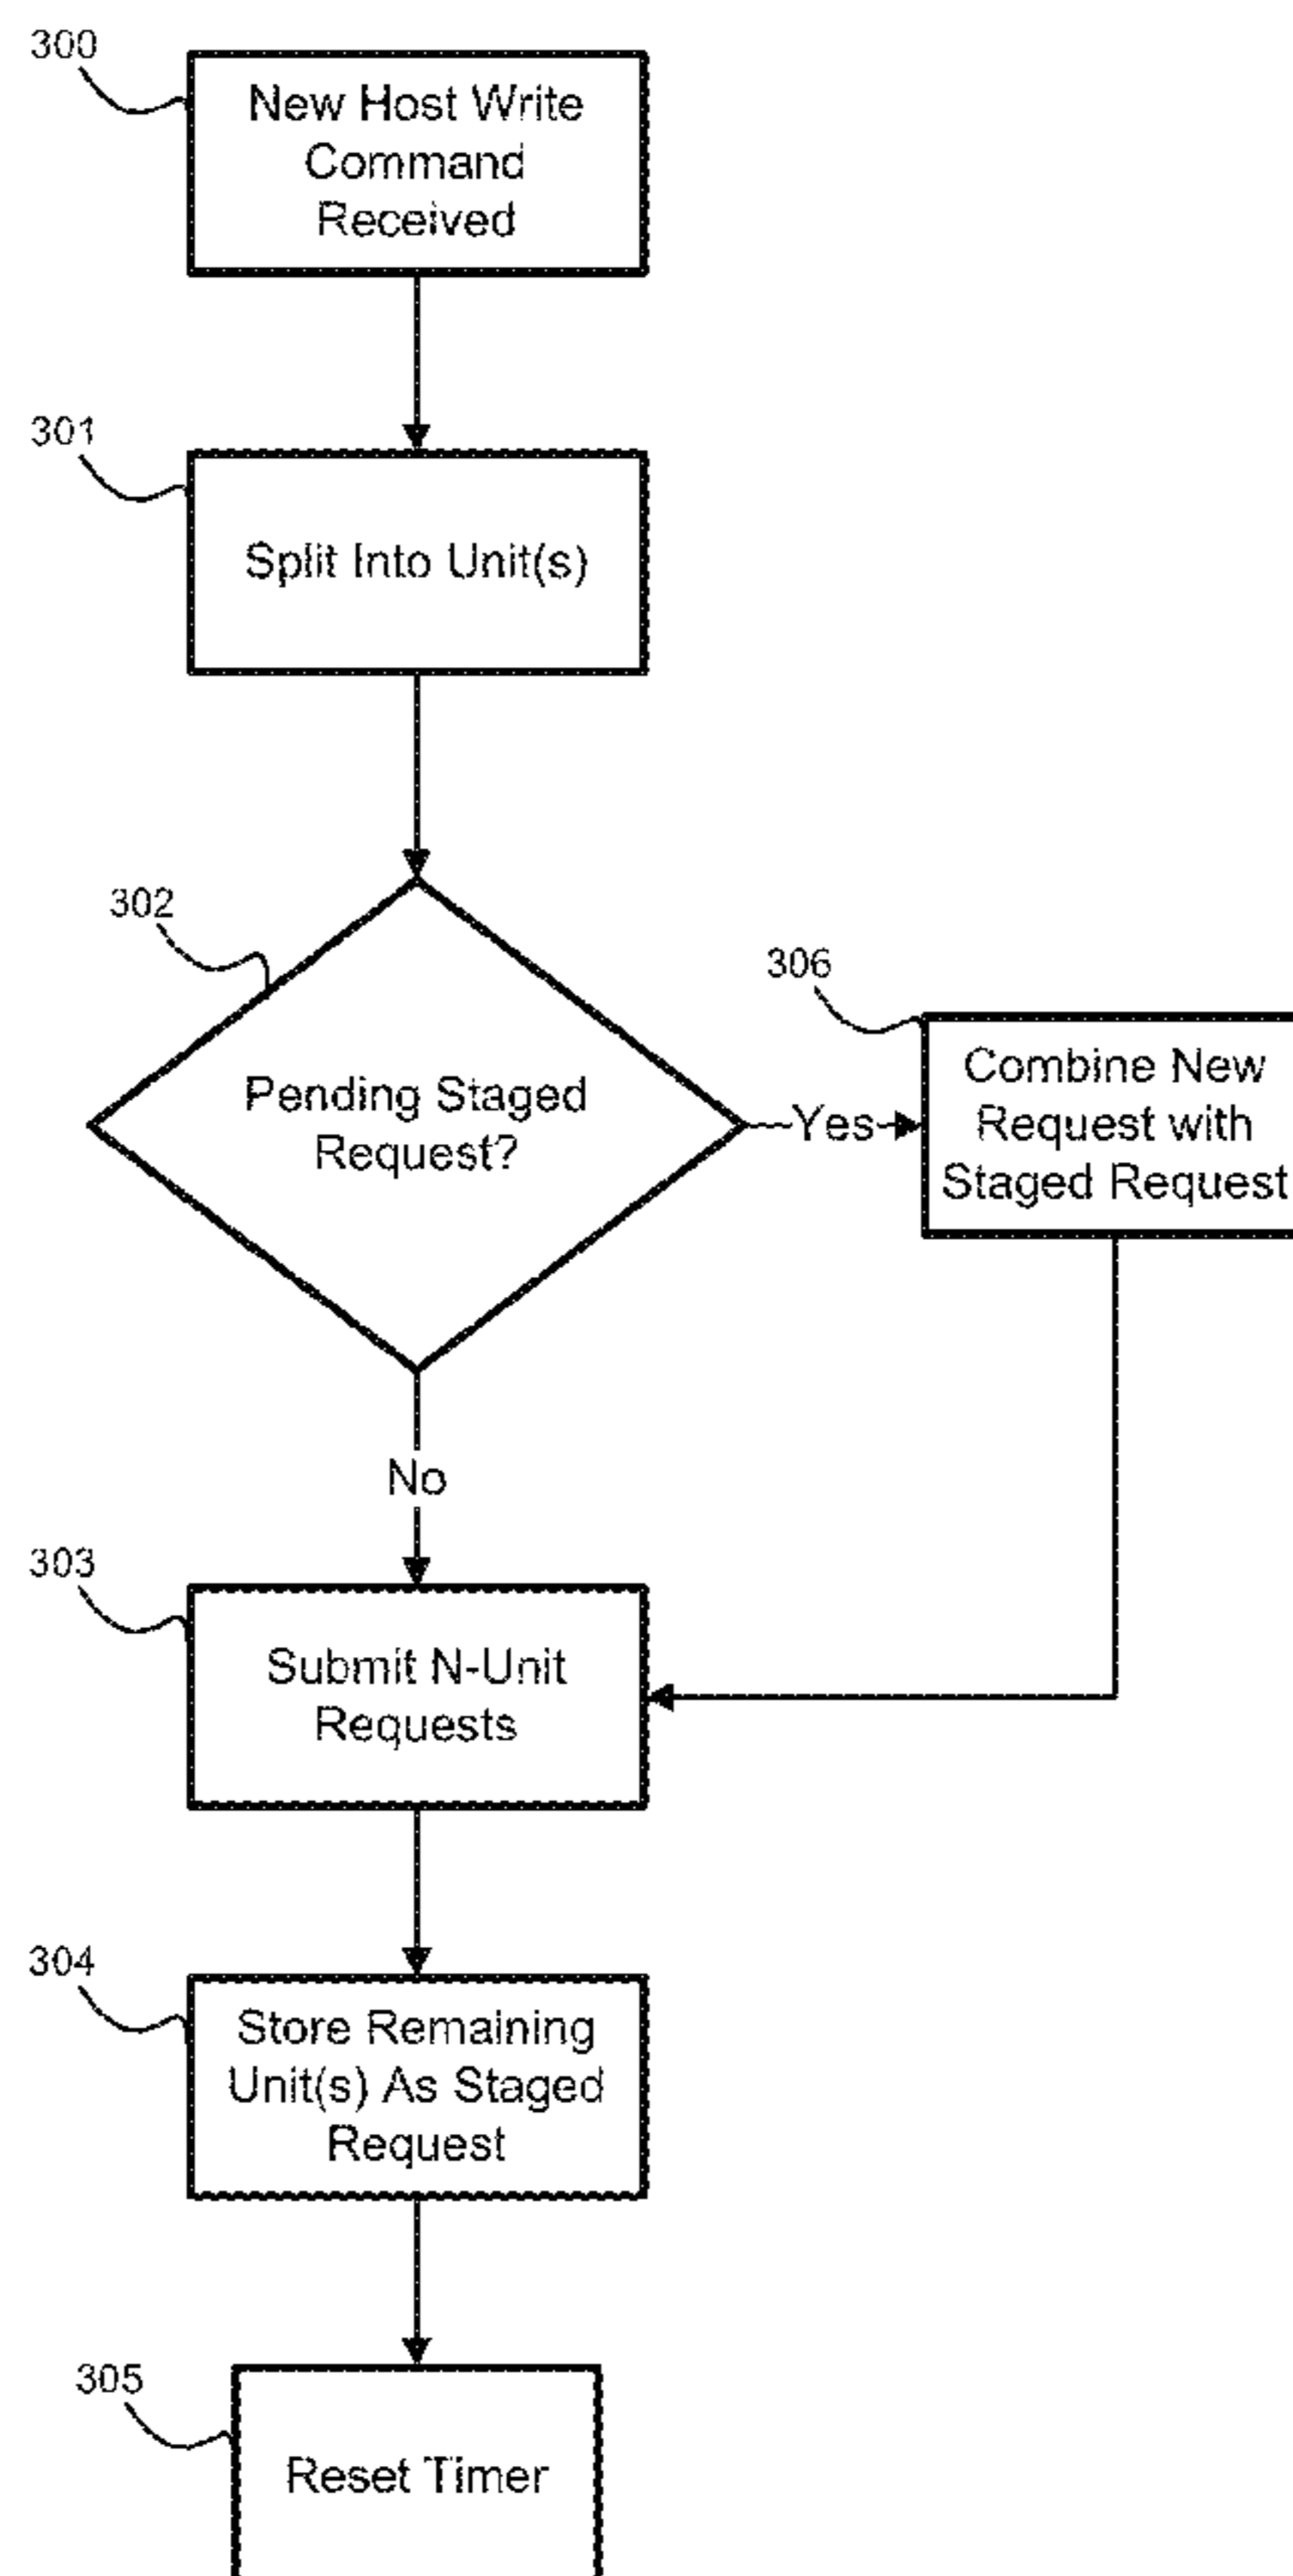 300
New Host Write
Command
Received
301
Split Into Unit(s)
302
Pending Staged
Request?
Yes
306
Combine New
Request with
Staged Request
No
303
Submit N-Unit
Requests
304
Store Remaining
Unit(s) As Staged
Request
305
Reset Timer